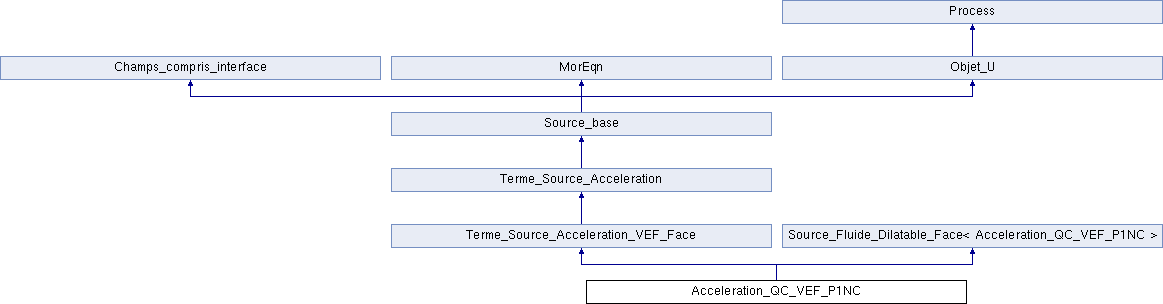 Process
Champs_compris_interface
MorEqn
Objet_U
Source_base
Terme_Source_Acceleration
Terme_Source_Acceleration_VEF_Face
Source_Fluide_Dilatable_Face< Acceleration_QC_VEF_P1NC >
Acceleration_QC_VEF_P1NC